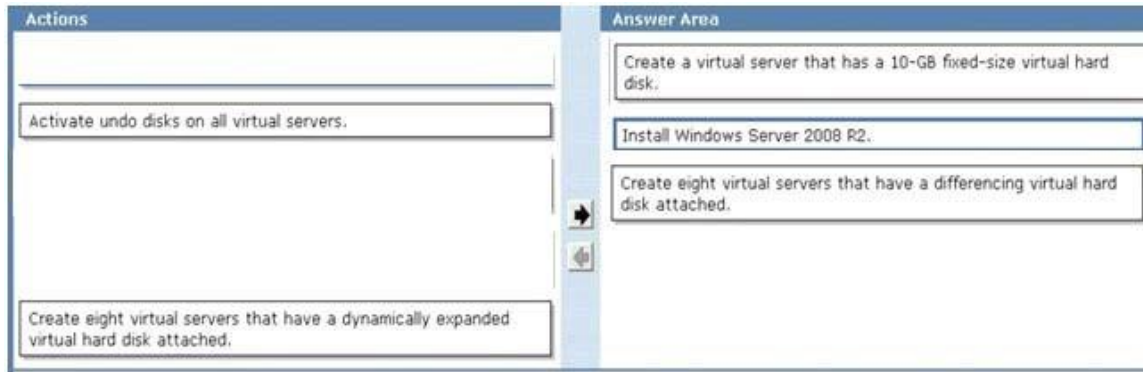 Actions
Activate undo disks on all virtual servers.
Create eight virtual servers that have a dynamically expanded
virtual hard disk attached.
Answer Area
Create a virtual server that has a 10-GB fixed-size virtual hard
disk.
Install Windows Server 2008 R2.
Create eight virtual servers that have a differencing virtual hard
disk attached.